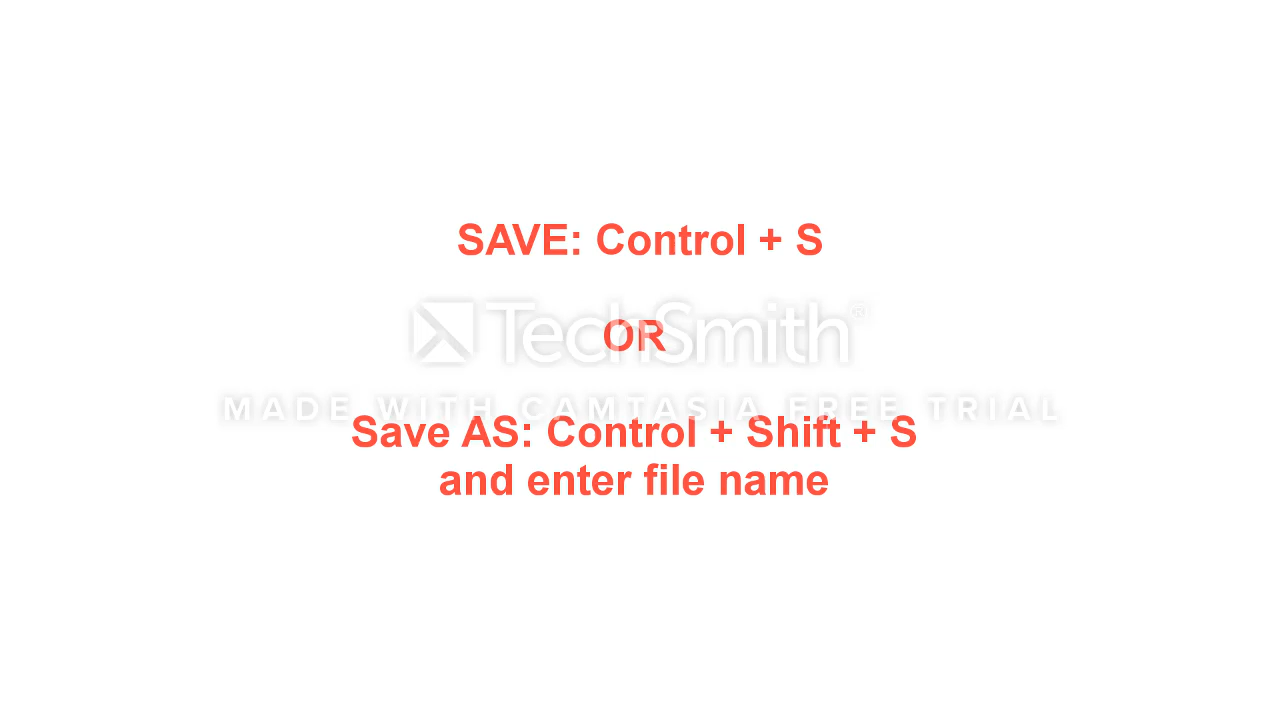 SAVE: Control + S
TechSmith®
OR
MADE WITH CAMTASIA FREE TRIAL
Save AS: Control + Shift + S
and enter file name